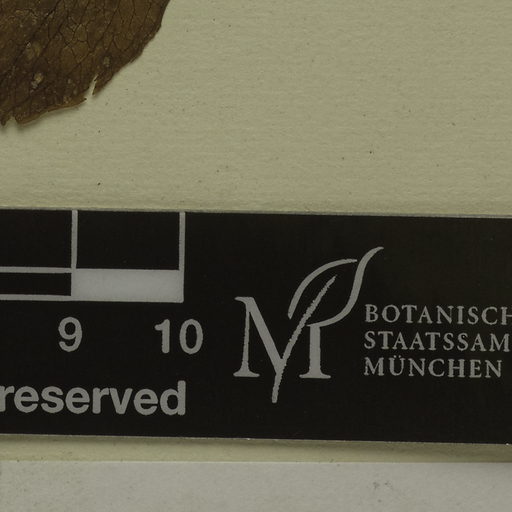 9 10
reserved
M
BOTANISCH
STAATSSAM
MÜNCHEN